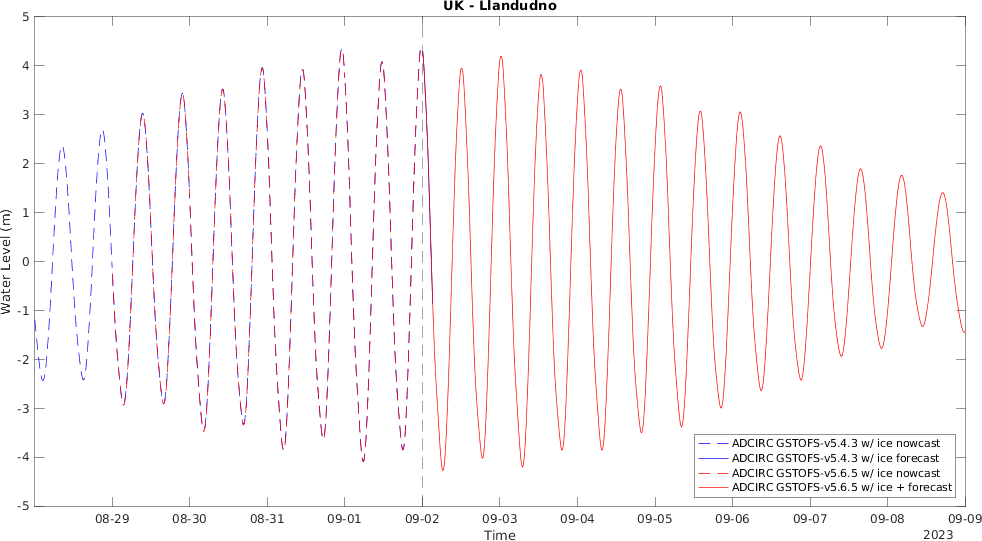 UK - Llandudno
5
4
3
2
1
0
-1
-2
-3
-4
-5
Water Level (m)
ADCIRC GSTOFS-v5.4.3 w/ ice nowcast
ADCIRC GSTOFS-v5.4.3 w/ ice forecast
ADCIRC GSTOFS-v5.6.5 w/ ice nowcast
ADCIRC GSTOFS-v5.6.5 w/ ice + forecast
08-29 08-30 08-31 09-01 09-02 09-03 09-04 09-05 09-06 09-07 09-08 09-09
Time
2023